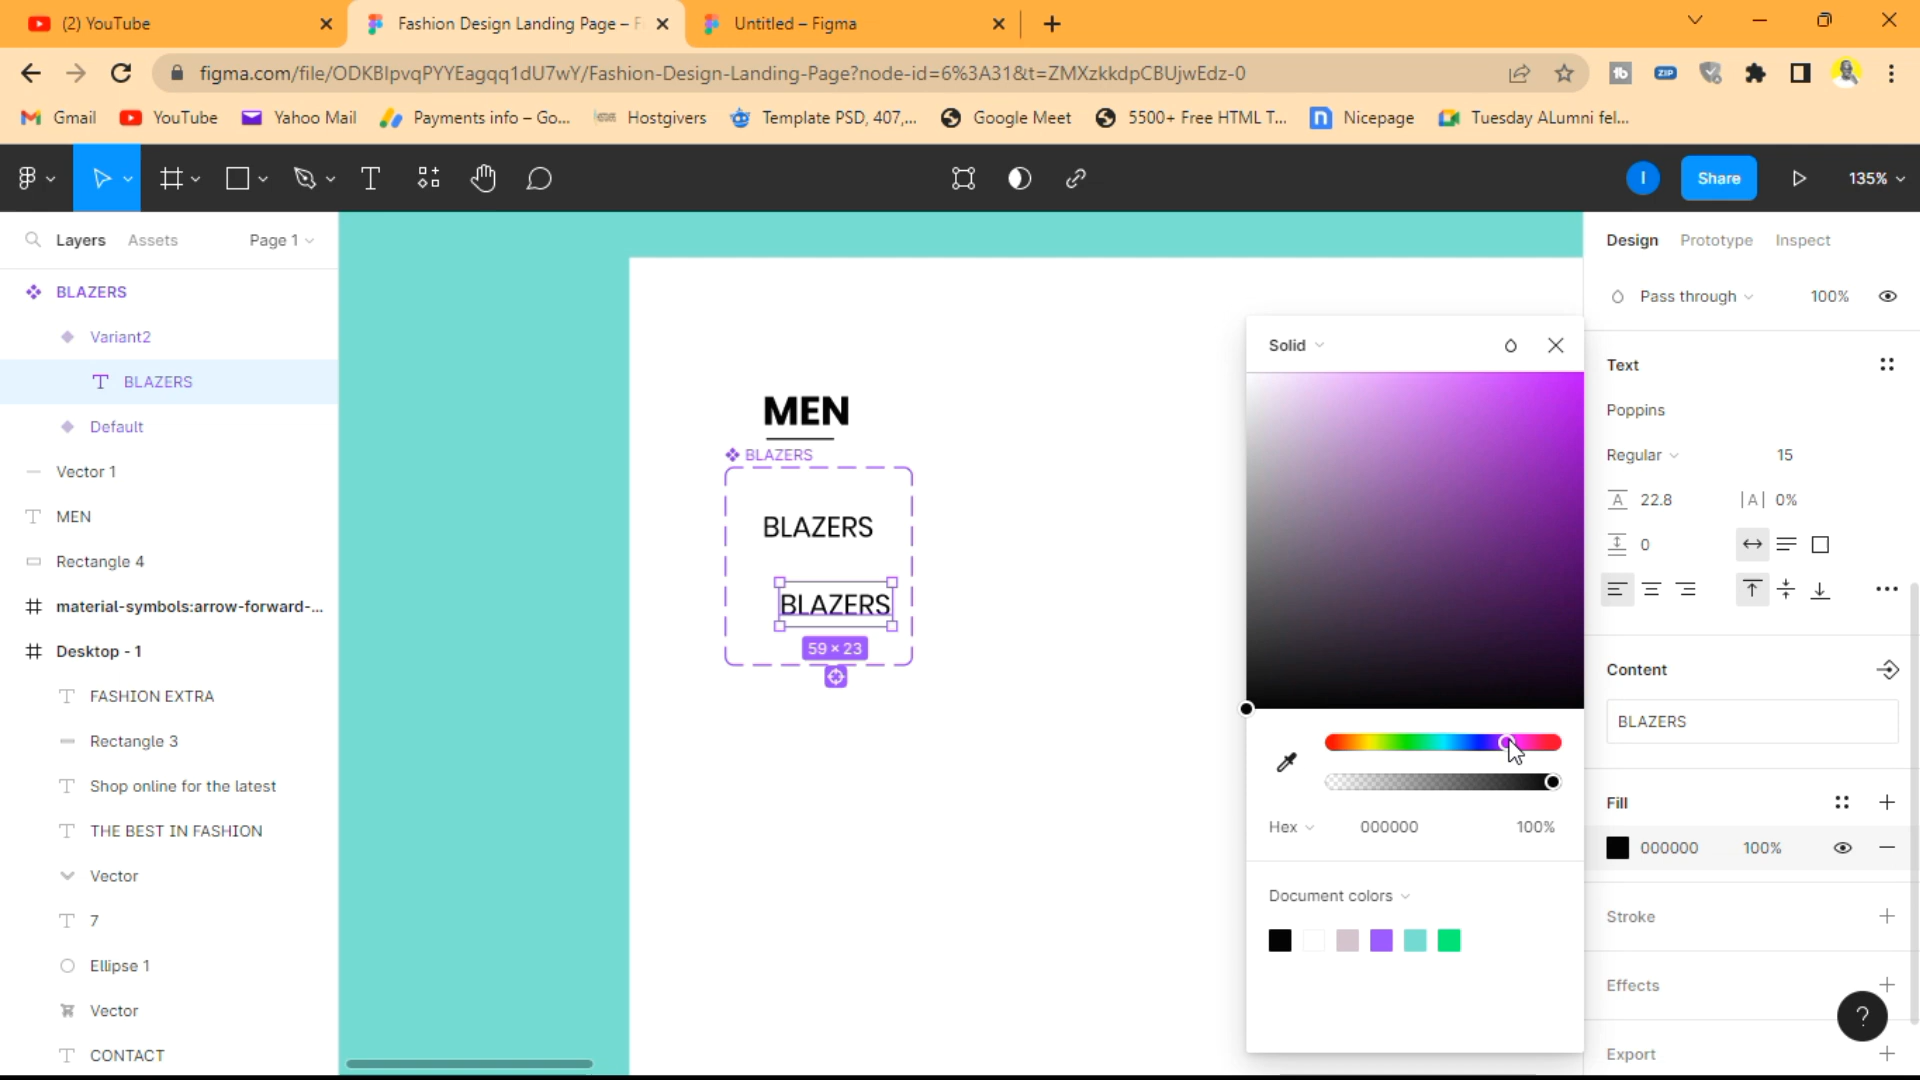 (2) YouTube
Fashion Design Landing Page – F
Untitled – Figma
figma.com/file/ODKBIpvqPYYEagqq1dU7wY/Fashion-Design-Landing-Page?node-id=6%3A31&t=ZMXzkkdpCBUjwEdz-0
Gmail
YouTube
Yahoo Mail
Payments info – Go...
Hostgivers
Template PSD, 407,...
Google Meet
5500+ Free HTML T...
Nicepage
Tuesday ALumni fel...
I
Share
135%
Layers
Assets
Page 1
BLAZERS
Variant2
BLAZERS
Default
Vector 1
MEN
Rectangle 4
material-symbols:arrow-forward-...
Desktop - 1
FASHION EXTRA
Rectangle 3
Shop online for the latest
THE BEST IN FASHION
Vector
7
Ellipse 1
Vector
CONTACT
MEN
BLAZERS
BLAZERS
BLAZERS
59 × 23
Solid
Hex
000000
100%
Document colors
Design
Prototype
Inspect
Pass through
100%
Text
Poppins
Regular
15
22.8
0%
0
Content
BLAZERS
Fill
000000
100%
Stroke
Effects
Export
?